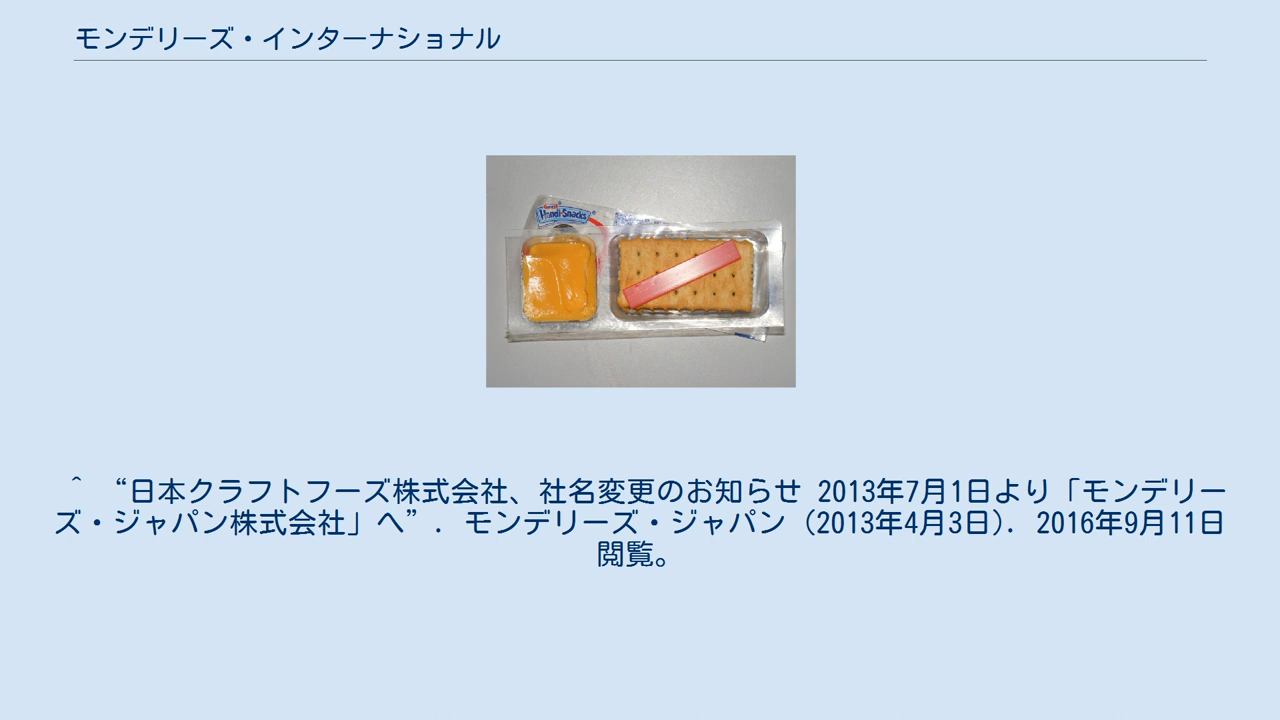 モンデリーズ・インターナショナル
Handi-Snacks
^ “日本クラフトフーズ株式会社、社名変更のお知らせ 2013年7月1日より「モンデリー
ズ・ジャパン株式会社」へ”. モンデリーズ・ジャパン (2013年4月3日). 2016年9月11日
閲覧。